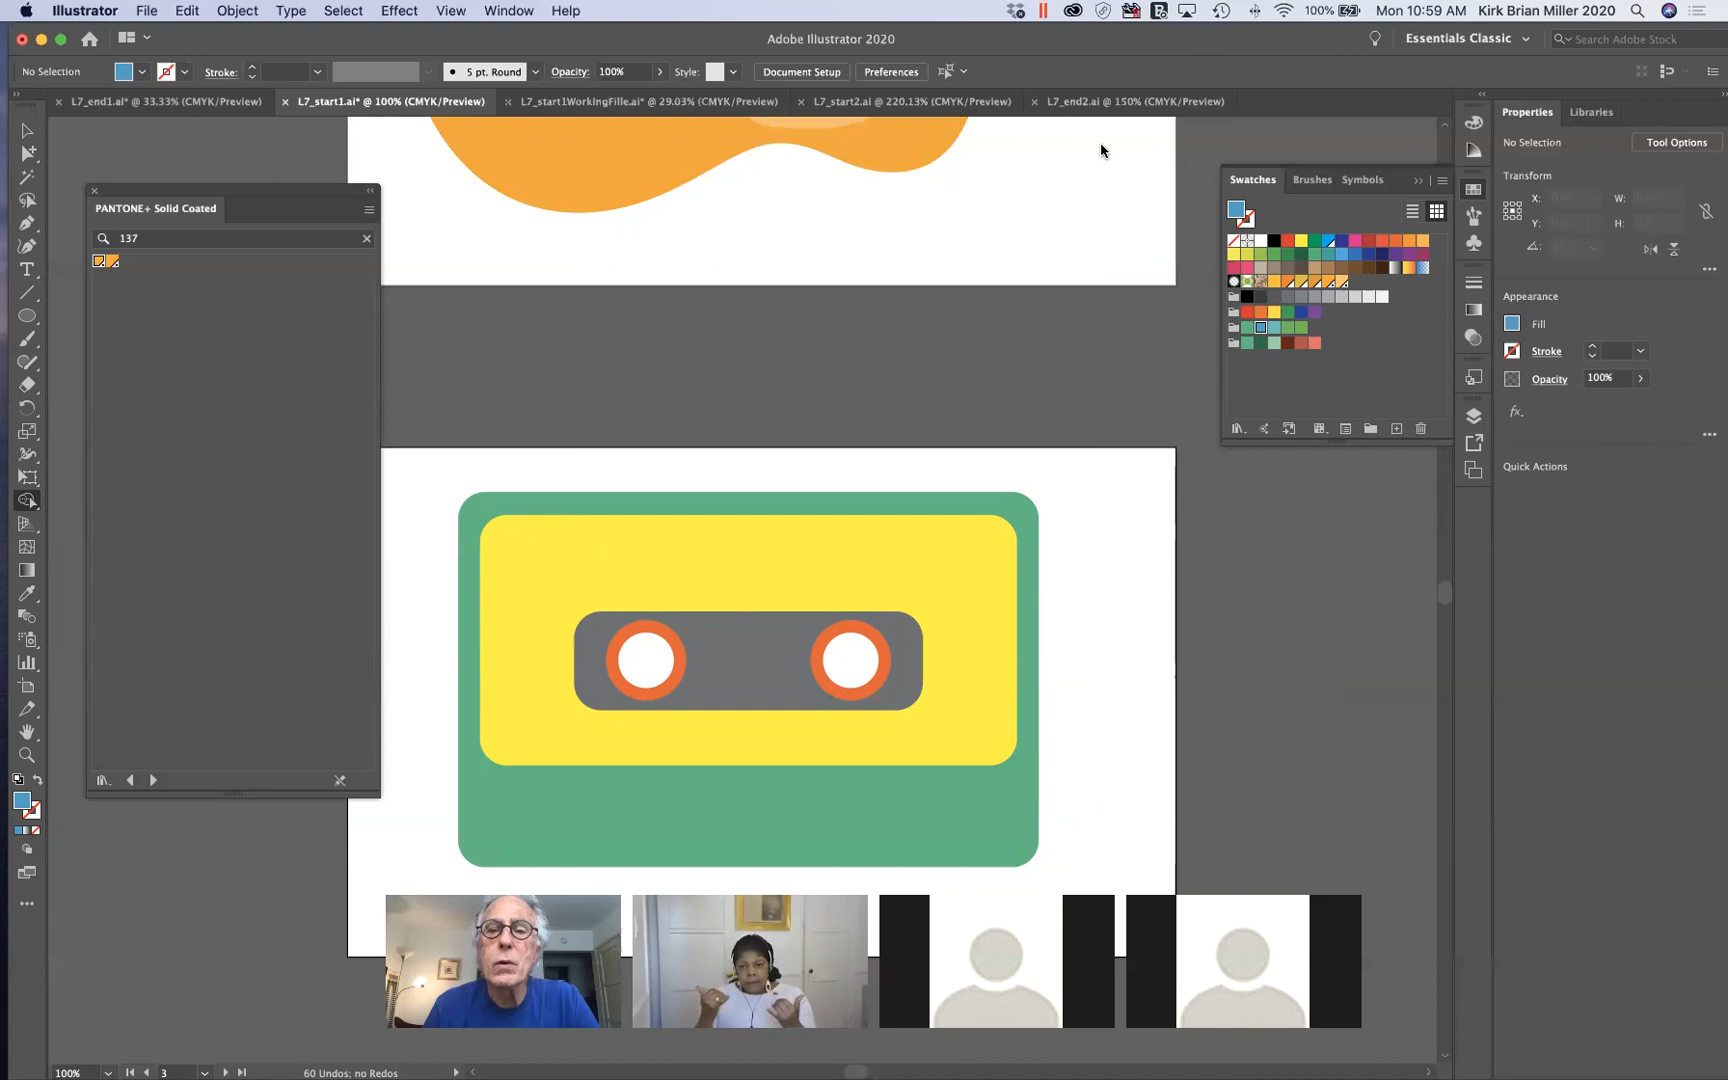 Illustrator File Edit Object Type Select Effect View Window Help 100% Mon 10:59 AM Kirk Brian Miller 2020
Adobe Illustrator 2020 Essentials Classic Search Adobe Stock
No Selection Stroke: 5 pt. Round Opacity: 100% Style: Document Setup Preferences
L7_end1.ai* @ 33.33% (CMYK/Preview) L7_start1.ai* @ 100% (CMYK/Preview) L7_start1WorkingFille.ai* @ 29.03% (CMYK/Preview) L7_start2.ai @ 220.13% (CMYK/Preview) L7_end2.ai @ 150% (CMYK/Preview)
Properties Libraries
No Selection Tool Options
Transform
X: W:
Y: H:
Swatches Brushes Symbols
PANTONE+ Solid Coated
137
Appearance
Fill
Stroke
Opacity 100%
fx.
Quick Actions
100% 3 60 Undos; no Redos